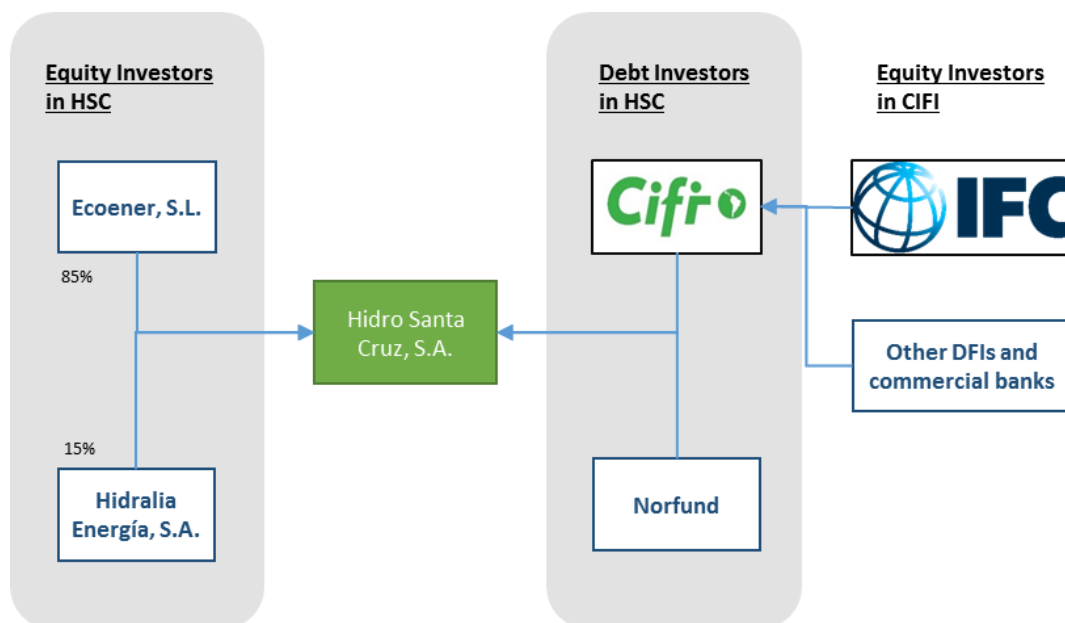 Equity Investors
in HSC
Debt Investors
in HSC
Equity Investors
in CIFI
Ecoener, S.L.
Cifi
IFC
85%
Hidro Santa
Cruz, S.A.
Other DFIs and
commercial banks
15%
Hidralia
Energía, S.A.
Norfund